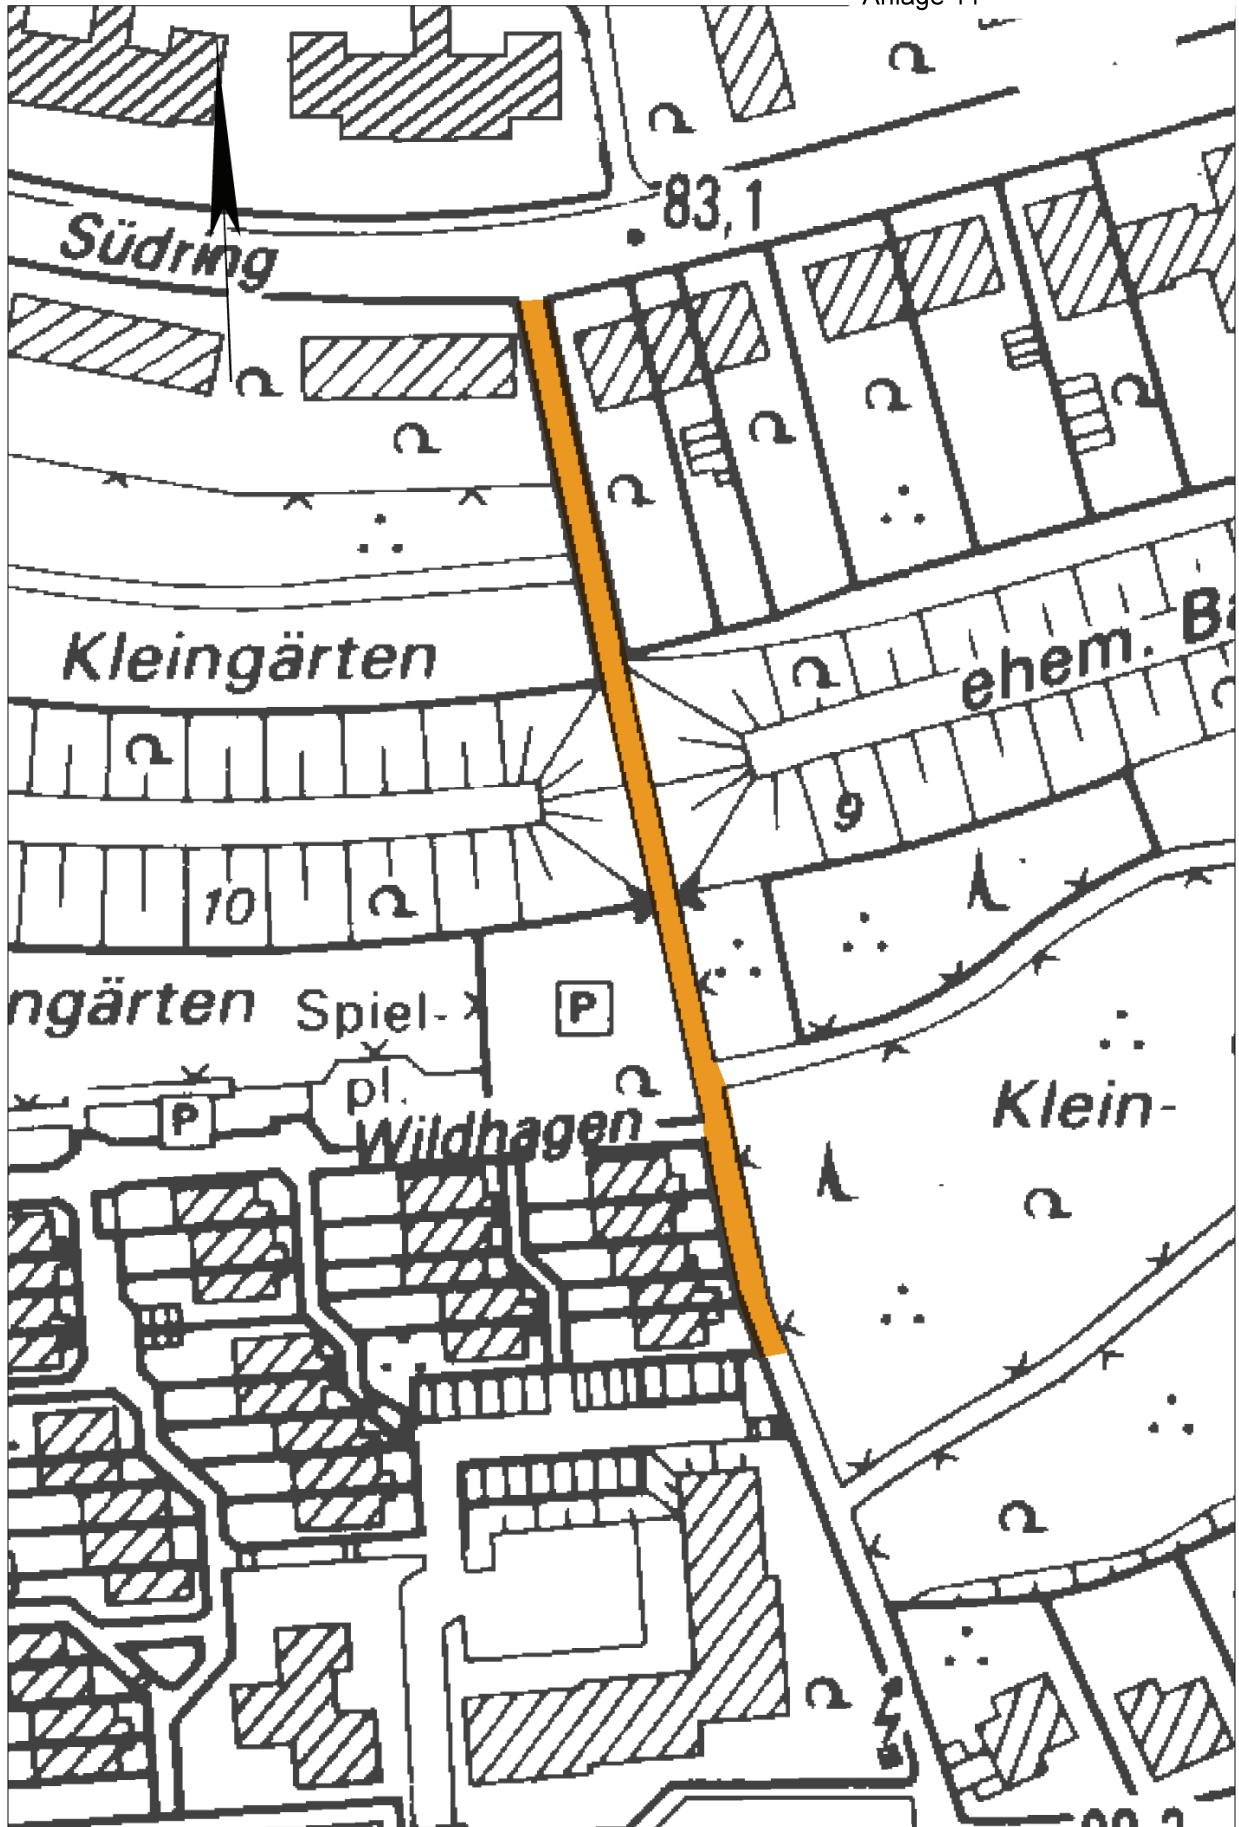 83,1
Südring
Kleingärten
ehem.
9
10
ngärten
Spiel-
P
pl.
P
Wildhagen
Klein-